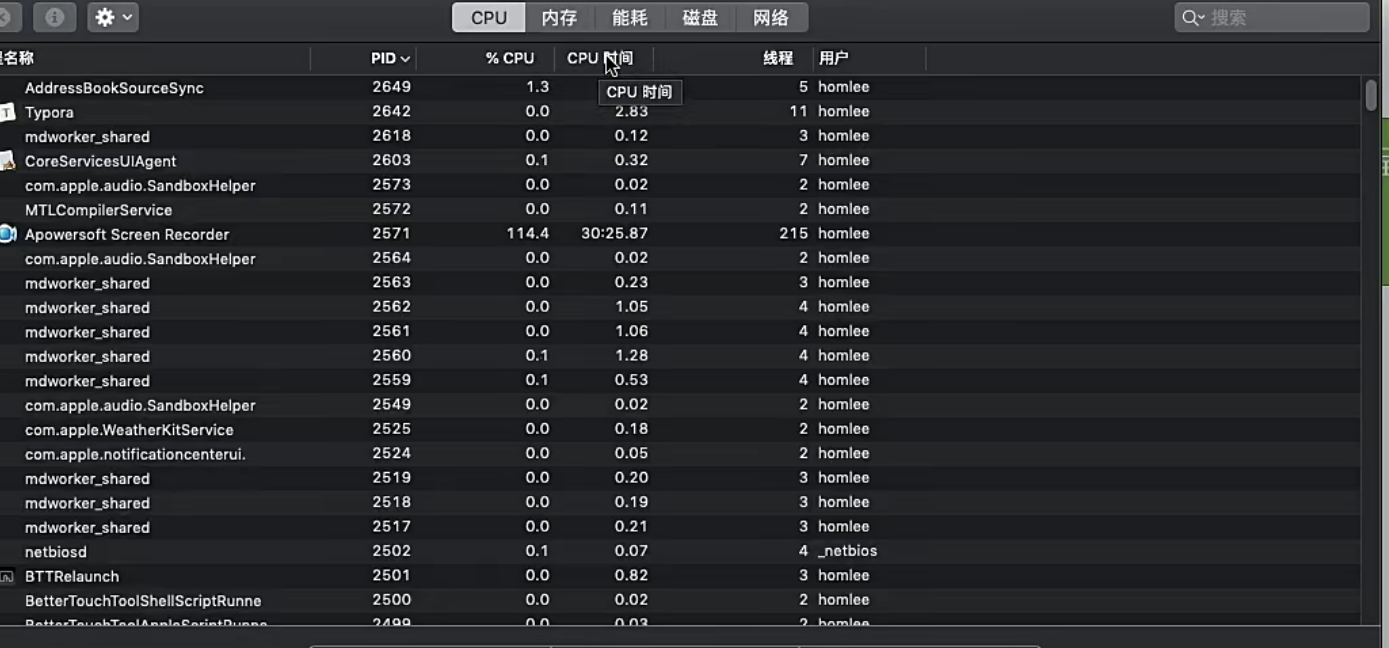 CPU 内存 能耗 磁盘 网络 搜索
名称 PID % CPU CPU 时间 线程 用户
AddressBookSourceSync 2649 1.3 5 homlee
CPU 时间
Typora 2642 0.0 2.83 11 homlee
mdworker_shared 2618 0.0 0.12 3 homlee
CoreServicesUIAgent 2603 0.1 0.32 7 homlee
com.apple.audio.SandboxHelper 2573 0.0 0.02 2 homlee
MTLCompilerService 2572 0.0 0.11 2 homlee
Apowersoft Screen Recorder 2571 114.4 30:25.87 215 homlee
com.apple.audio.SandboxHelper 2564 0.0 0.02 2 homlee
mdworker_shared 2563 0.0 0.23 3 homlee
mdworker_shared 2562 0.0 1.05 4 homlee
mdworker_shared 2561 0.0 1.06 4 homlee
mdworker_shared 2560 0.1 1.28 4 homlee
mdworker_shared 2559 0.1 0.53 4 homlee
com.apple.audio.SandboxHelper 2549 0.0 0.02 2 homlee
com.apple.WeatherKitService 2525 0.0 0.18 2 homlee
com.apple.notificationcenterui. 2524 0.0 0.05 2 homlee
mdworker_shared 2519 0.0 0.20 3 homlee
mdworker_shared 2518 0.0 0.19 3 homlee
mdworker_shared 2517 0.0 0.21 3 homlee
netbiosd 2502 0.1 0.07 4 _netbios
BTTRelaunch 2501 0.0 0.82 3 homlee
BetterTouchToolShellScriptRunne 2500 0.0 0.02 2 homlee
BetterTouchToolAppleScriptRunne 2499 0.0 0.03 2 homlee